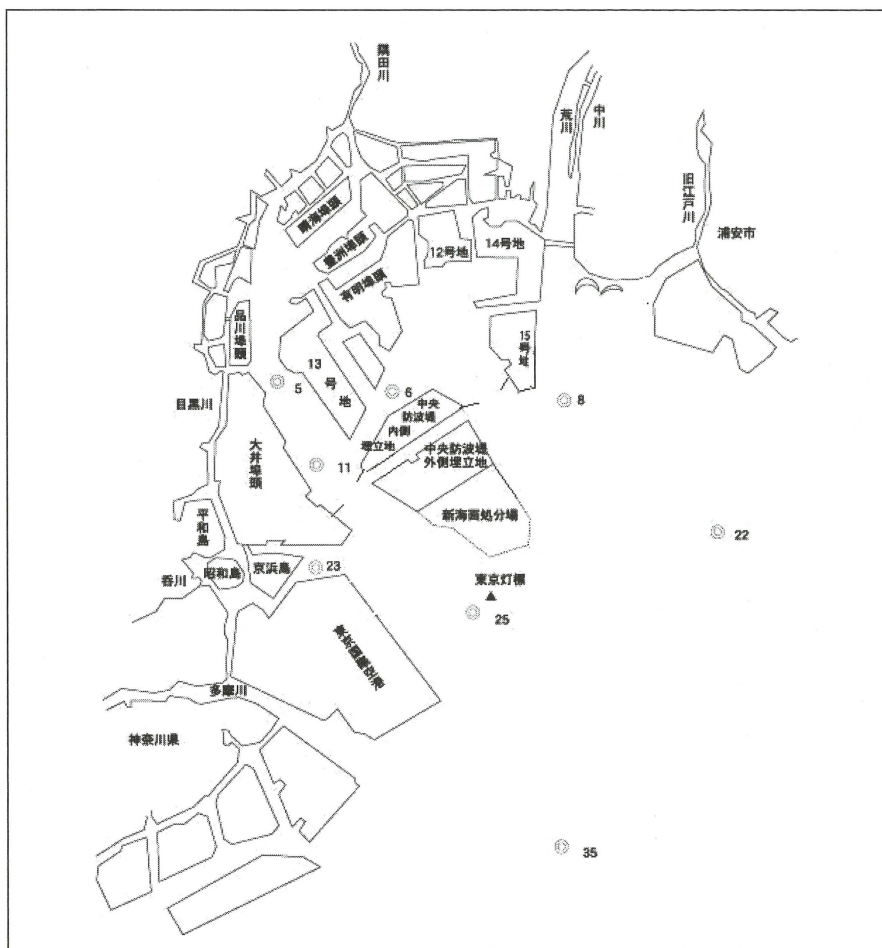 隅田川
荒川
中川
旧江戸川
浦安市
晴海埠頭
豊洲埠頭
有明埠頭
12号地
14号地
15号地
品川埠頭
13号地
5
6
8
目黒川
中央
防波堤
内側
埋立地
大井埠頭
11
中央防波堤
外側埋立地
新海面処分場
22
平和島
呑川
昭和島
京浜島
23
東京灯標
25
東京国際空港
多摩川
神奈川県
35